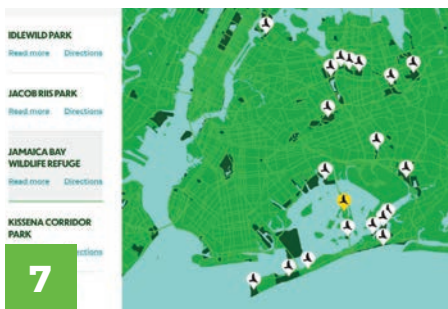 IDLEWILD PARK
Read more Directions
JACOB RIIS PARK
Read more Directions
JAMAICA BAY
WILDLIFE REFUGE
Read more Directions
KISSENA CORRIDOR
PARK
Directions
7